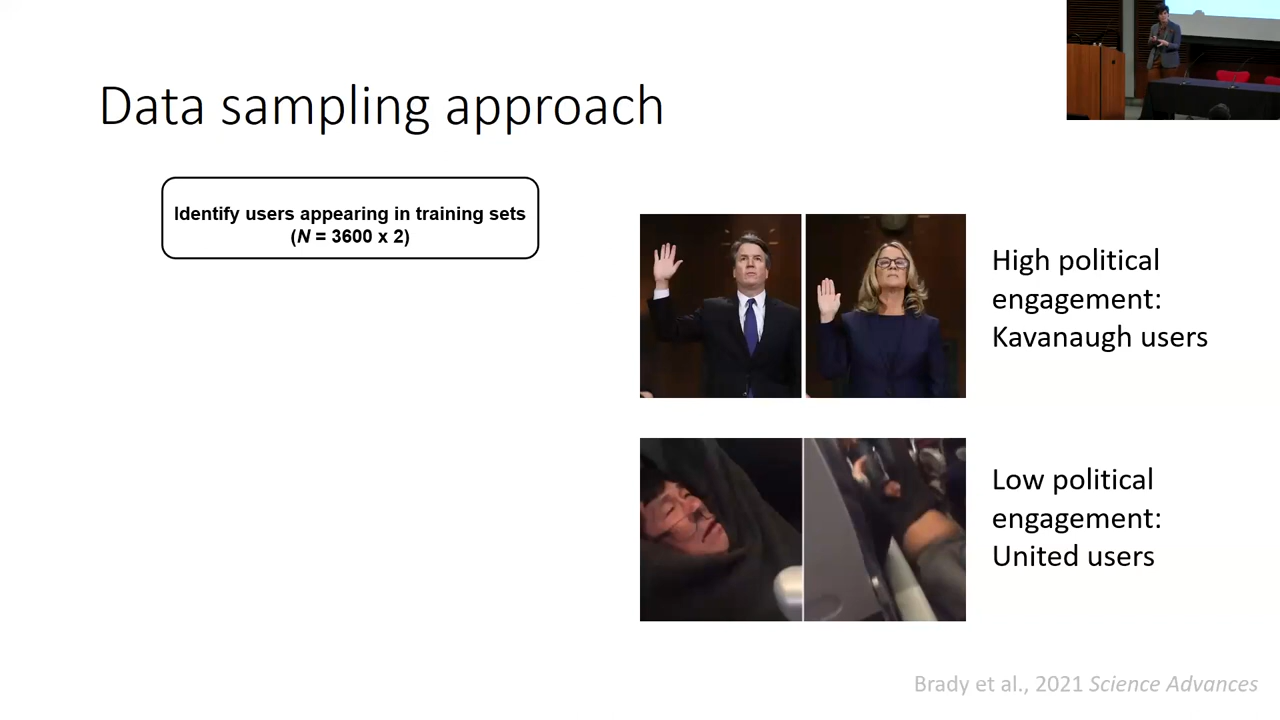 Data sampling approach
Identify users appearing in training sets
(N = 3600 x 2)
High political
engagement:
Kavanaugh users
Low political
engagement:
United users
Brady et al., 2021 Science Advances